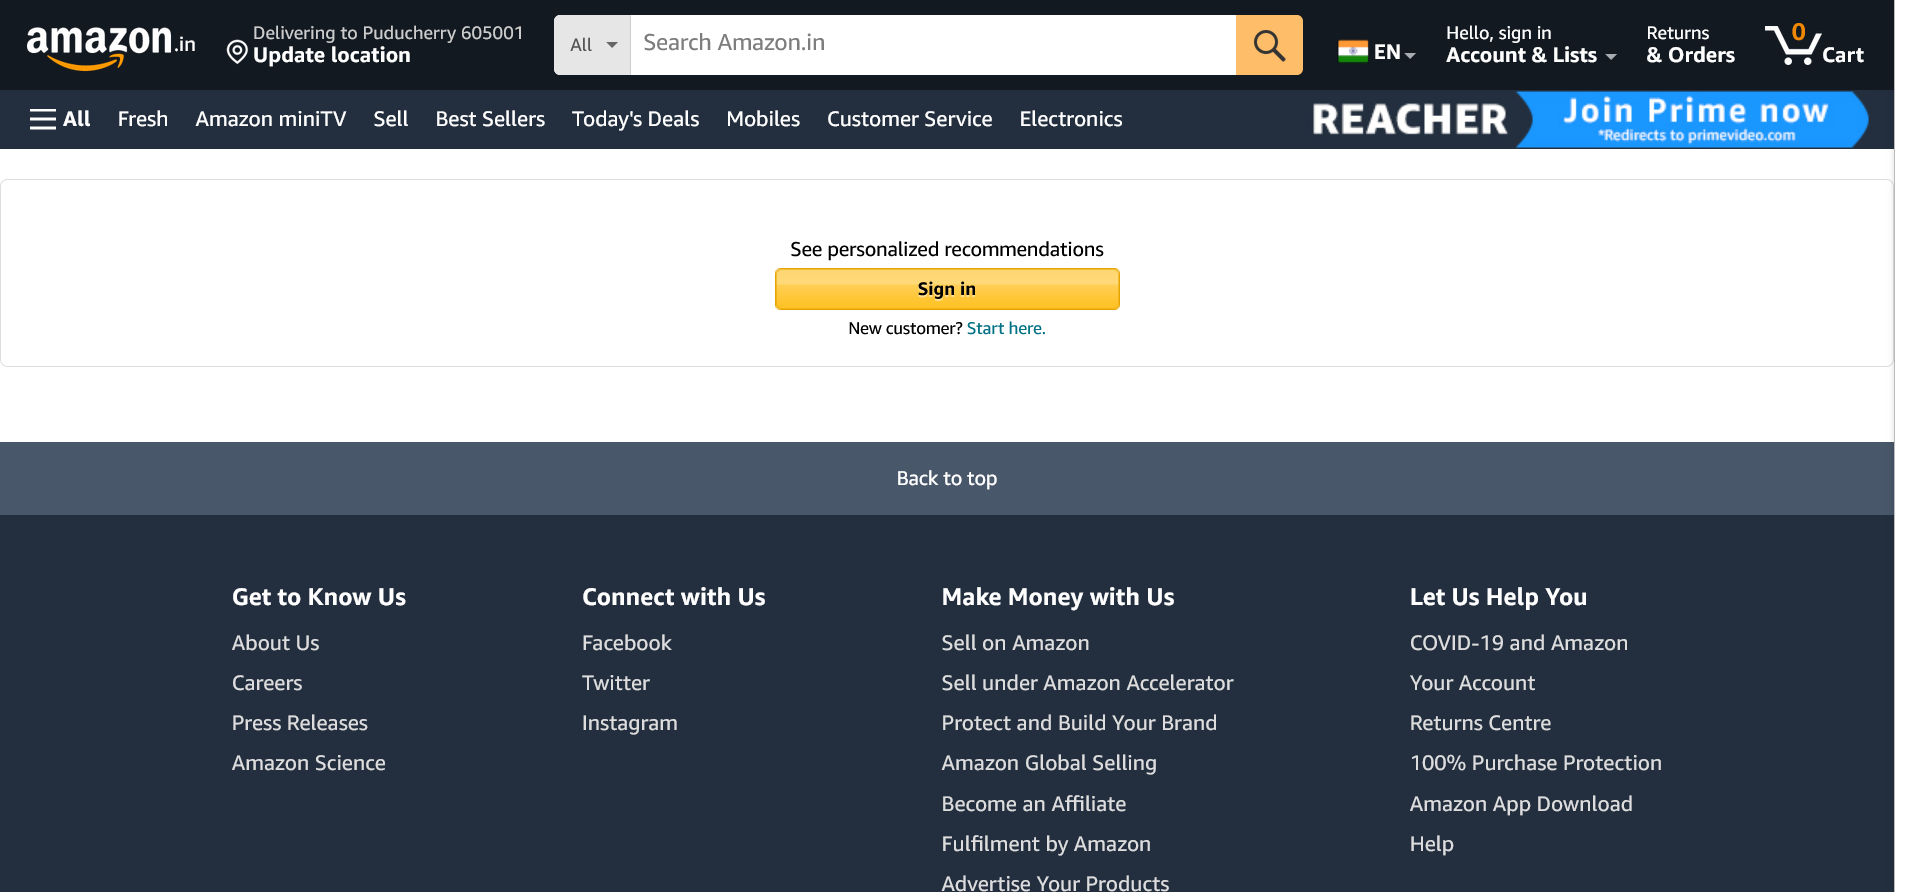 amazon.in
Delivering to Puducherry 605001
Update location
All
Search Amazon.in
EN
Hello, sign in
Account & Lists
Returns
& Orders
0
Cart
All
Fresh
Amazon miniTV
Sell
Best Sellers
Today's Deals
Mobiles
Customer Service
Electronics
REACHER
Join Prime now
*Redirects to primevideo.com
See personalized recommendations
Sign in
New customer? Start here.
Back to top
Get to Know Us
About Us
Careers
Press Releases
Amazon Science
Connect with Us
Facebook
Twitter
Instagram
Make Money with Us
Sell on Amazon
Sell under Amazon Accelerator
Protect and Build Your Brand
Amazon Global Selling
Become an Affiliate
Fulfilment by Amazon
Advertise Your Products
Let Us Help You
COVID-19 and Amazon
Your Account
Returns Centre
100% Purchase Protection
Amazon App Download
Help